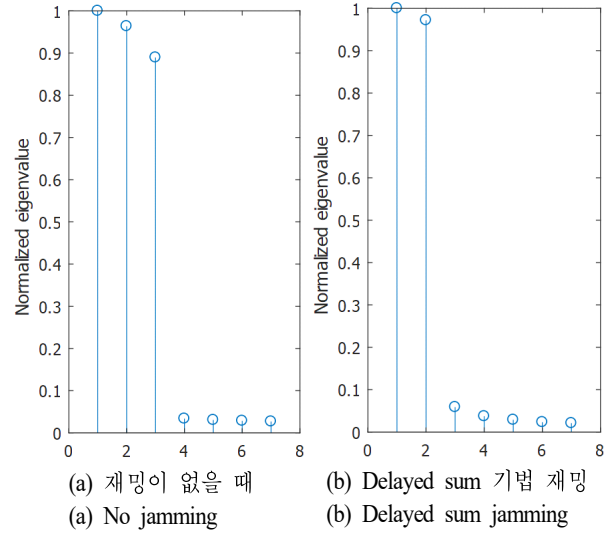 1
0.9
0.8
0.7
0.6
0.5
0.4
0.3
0.2
0.1
0
Normalized eigenvalue
0 2 4 6 8
(a) 재밍이 없을 때
(a) No jamming
1
0.9
0.8
0.7
0.6
0.5
0.4
0.3
0.2
0.1
0
Normalized eigenvalue
0 2 4 6 8
(b) Delayed sum 기법 재밍
(b) Delayed sum jamming